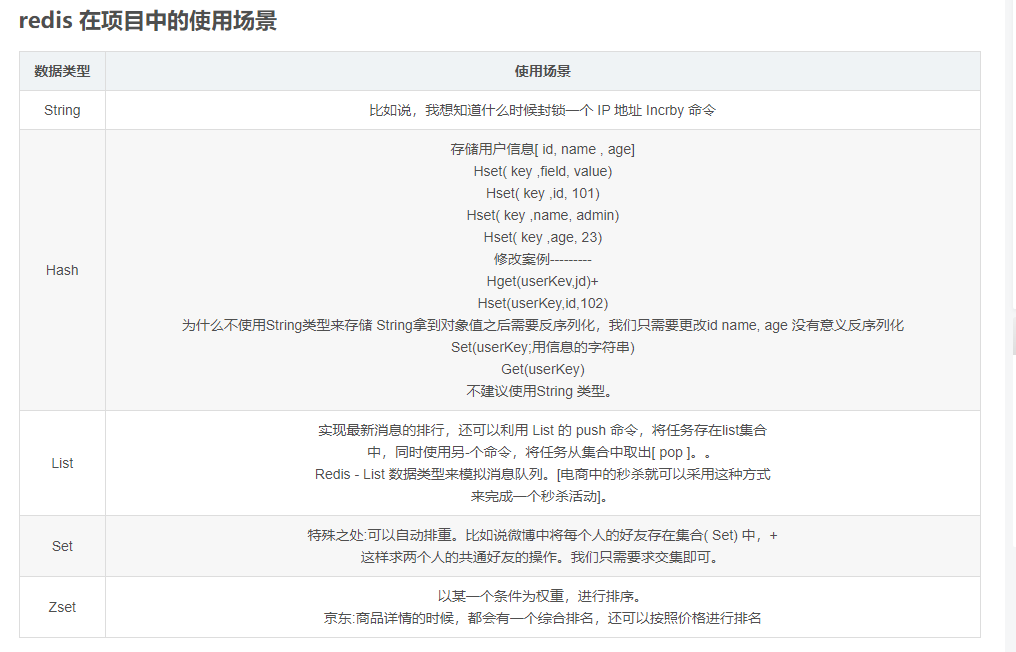 redis 在项目中的使用场景
数据类型 使用场景
String 比如说，我想知道什么时候封锁一个 IP 地址 Incrby 命令
Hash
存储用户信息[ id, name , age]
Hset( key ,field, value)
Hset( key ,id, 101)
Hset( key ,name, admin)
Hset( key ,age, 23)
修改案例---------
Hget(userKev,jd)+
Hset(userKey,id,102)
为什么不使用String类型来存储 String拿到对象值之后需要反序列化，我们只需要更改id name, age 没有意义反序列化
Set(userKey;用信息的字符串)
Get(userKey)
不建议使用String 类型。
List
实现最新消息的排行，还可以利用 List 的 push 命令，将任务存在list集合
中，同时使用另-个命令，将任务从集合中取出[ pop ]。。
Redis - List 数据类型来模拟消息队列。[电商中的秒杀就可以采用这种方式
来完成一个秒杀活动]。
Set
特殊之处:可以自动排重。比如说微博中将每个人的好友存在集合( Set) 中，+
这样求两个人的共通好友的操作。我们只需要求交集即可。
Zset
以某一个条件为权重，进行排序。
京东:商品详情的时候，都会有一个综合排名，还可以按照价格进行排名